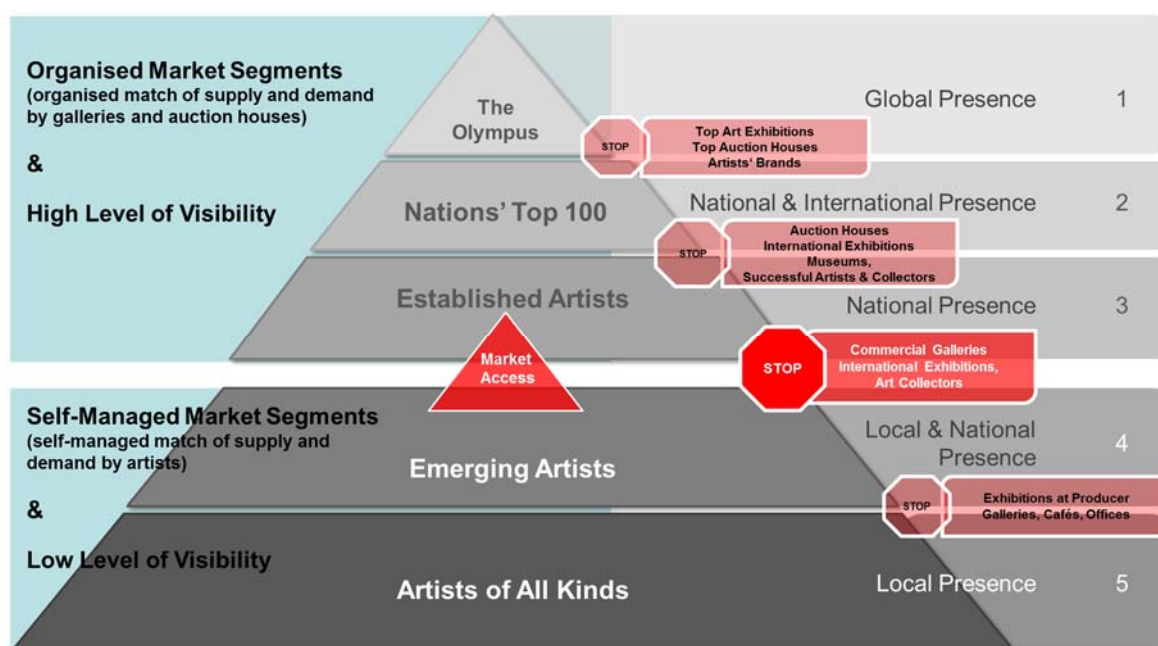 Organised Market Segments
(organised match of supply and demand
by galleries and auction houses)
&
High Level of Visibility
The
Olympus
Global Presence 1
STOP
Top Art Exhibitions
Top Auction Houses
Artists‘ Brands
Nations’ Top 100
National & International Presence 2
STOP
Auction Houses
International Exhibitions
Museums,
Successful Artists & Collectors
Established Artists
National Presence 3
Market
Access
STOP
Commercial Galleries
International Exhibitions,
Art Collectors
Self-Managed Market Segments
(self-managed match of supply and
demand by artists)
&
Low Level of Visibility
Emerging Artists
Local & National
Presence 4
STOP
Exhibitions at Producer
Galleries, Cafés, Offices
Artists of All Kinds
Local Presence 5